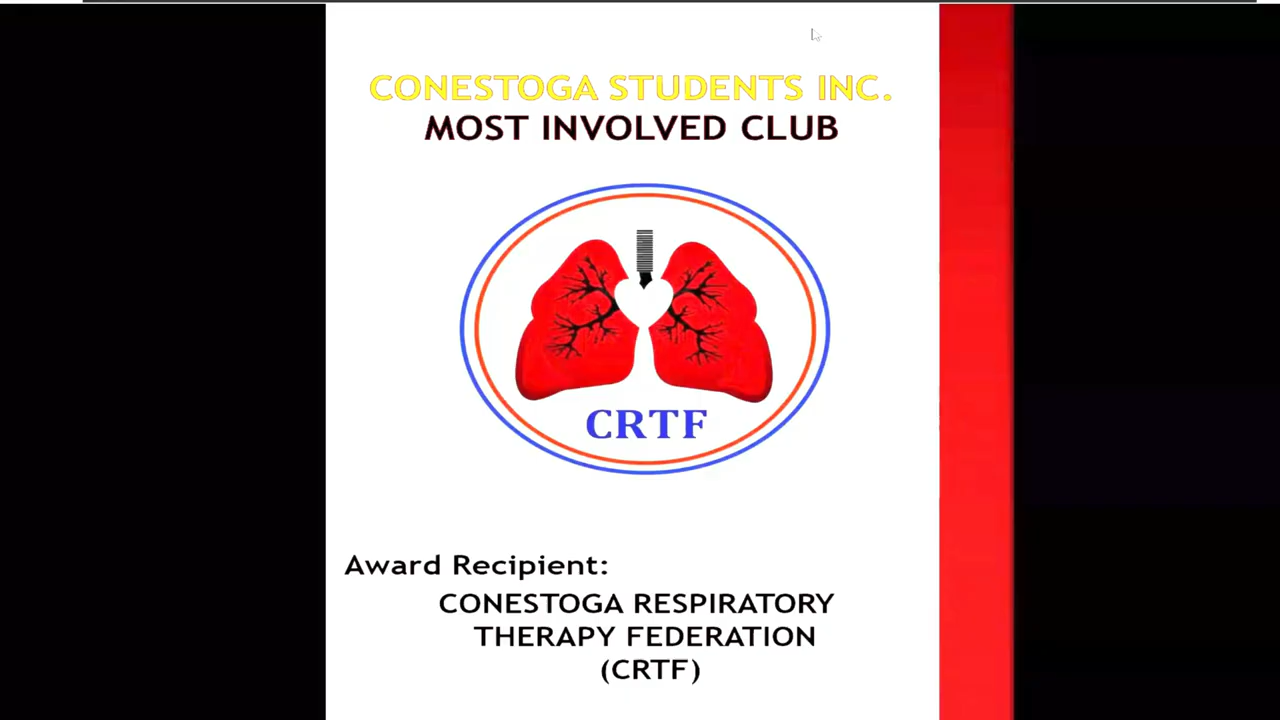 CONESTOGA STUDENTS INC.
MOST INVOLVED CLUB
CRTF
Award Recipient:
CONESTOGA RESPIRATORY
THERAPY FEDERATION
(CRTF)